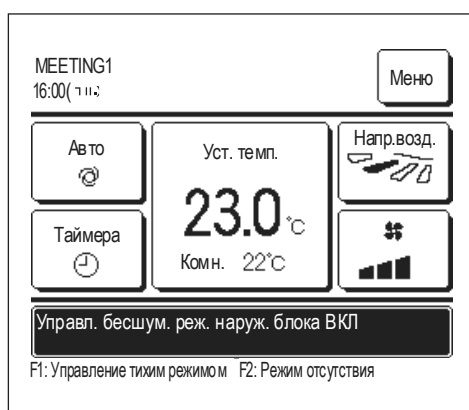 MEETING1
16:00(
Меню
Авто
Уст. темп.
Напр.возд.
23.0 °C
Таймера
Комн. 22°C
Управл. бесшум. реж. наруж. блока ВКЛ
F1: Управление тихим режимом F2: Режим отсутствия